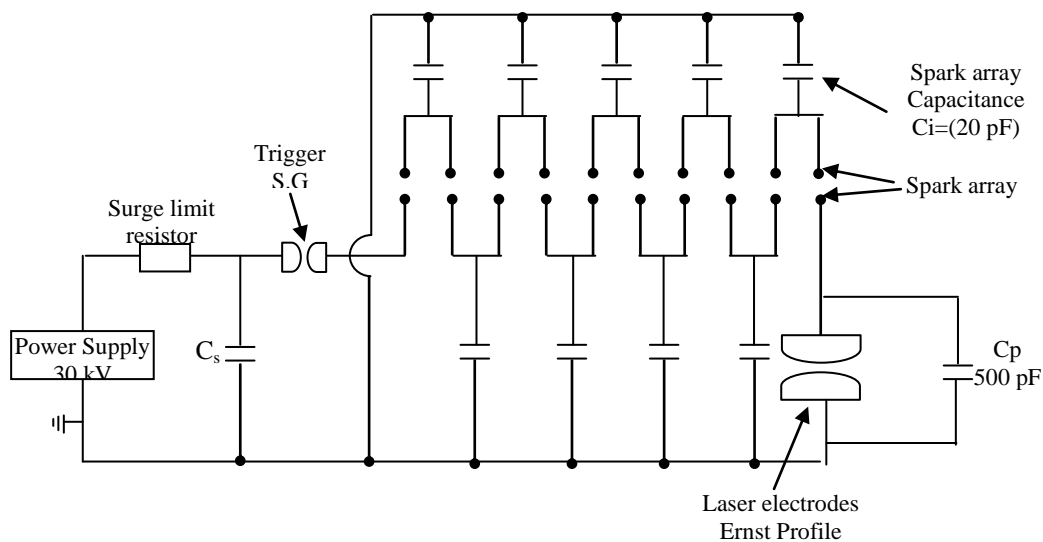 Spark array
Capacitance
Ci=(20 pF)
Trigger
S.G
Spark array
Surge limit
resistor
Power Supply
30 kV
Cs
Cp
500 pF
Laser electrodes
Ernst Profile